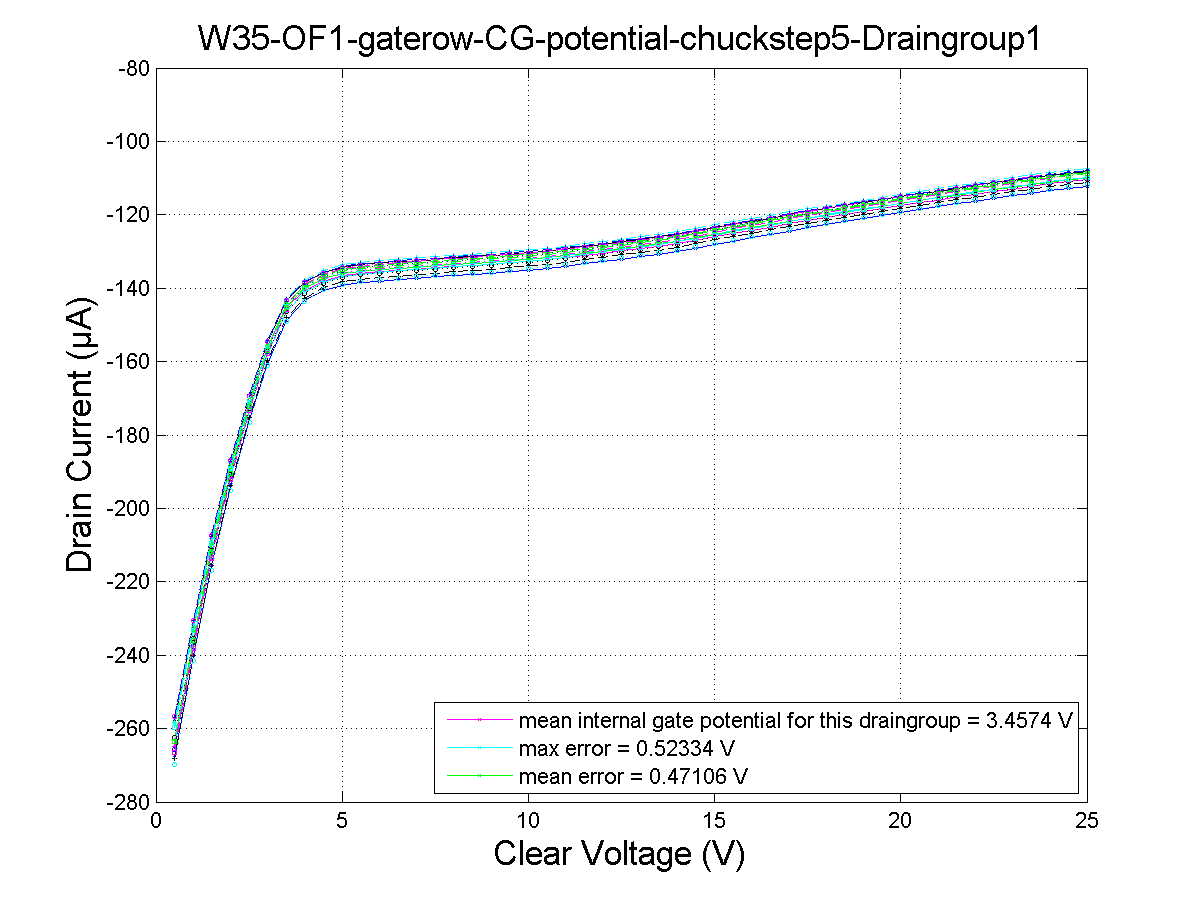 W35-OF1-gaterow-CG-potential-chuckstep5-Draingroup1
-80
-100
-120
-140
-160
-180
-200
-220
-240
-260
-280
Drain Current (µA)
mean internal gate potential for this draingroup = 3.4574 V
max error = 0.52334 V
mean error = 0.47106 V
0 5 10 15 20 25
Clear Voltage (V)